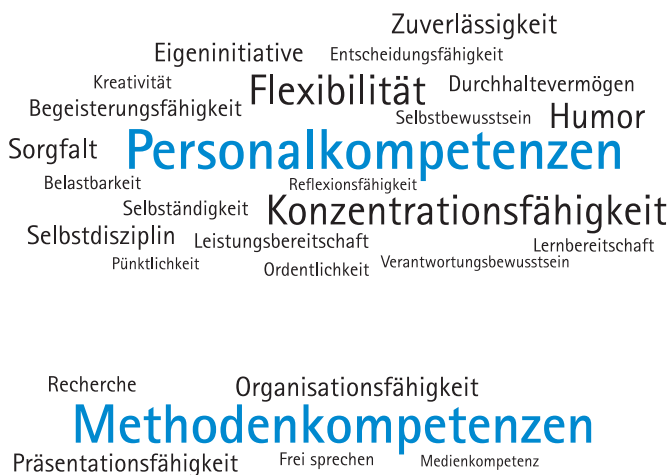 Zuverlässigkeit
Eigeninitiative Entscheidungsfähigkeit
Kreativität Flexibilität Durchhaltevermögen
Begeisterungsfähigkeit Selbstbewusstsein Humor
Sorgfalt Personalkompetenzen
Belastbarkeit Reflexionsfähigkeit
Selbständigkeit Konzentrationsfähigkeit
Selbstdisziplin Leistungsbereitschaft Lernbereitschaft
Pünktlichkeit Ordentlichkeit Verantwortungsbewusstsein
Recherche Organisationsfähigkeit
Methodenkompetenzen
Präsentationsfähigkeit Frei sprechen Medienkompetenz